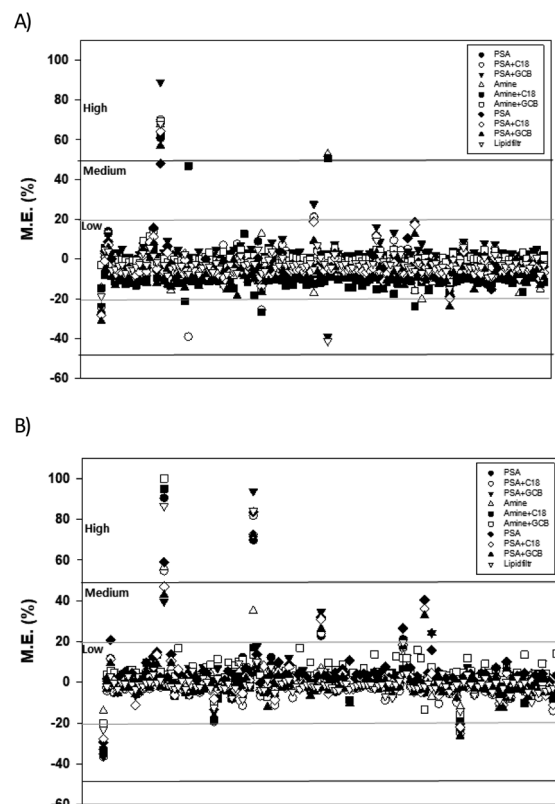 A)
100
80
60
40
20
0
-20
-40
-60
M.E. (%)
High
Medium
Low
PSA
PSA+C18
PSA+GCB
Amine
Amine+C18
Amine+GCB
PSA
PSA+C18
PSA+GCB
Lipidfiltr
B)
100
80
60
40
20
0
-20
-40
-60
M.E. (%)
High
Medium
Low
PSA
PSA+C18
PSA+GCB
Amine
Amine+C18
Amine+GCB
PSA
PSA+C18
PSA+GCB
Lipidfiltr